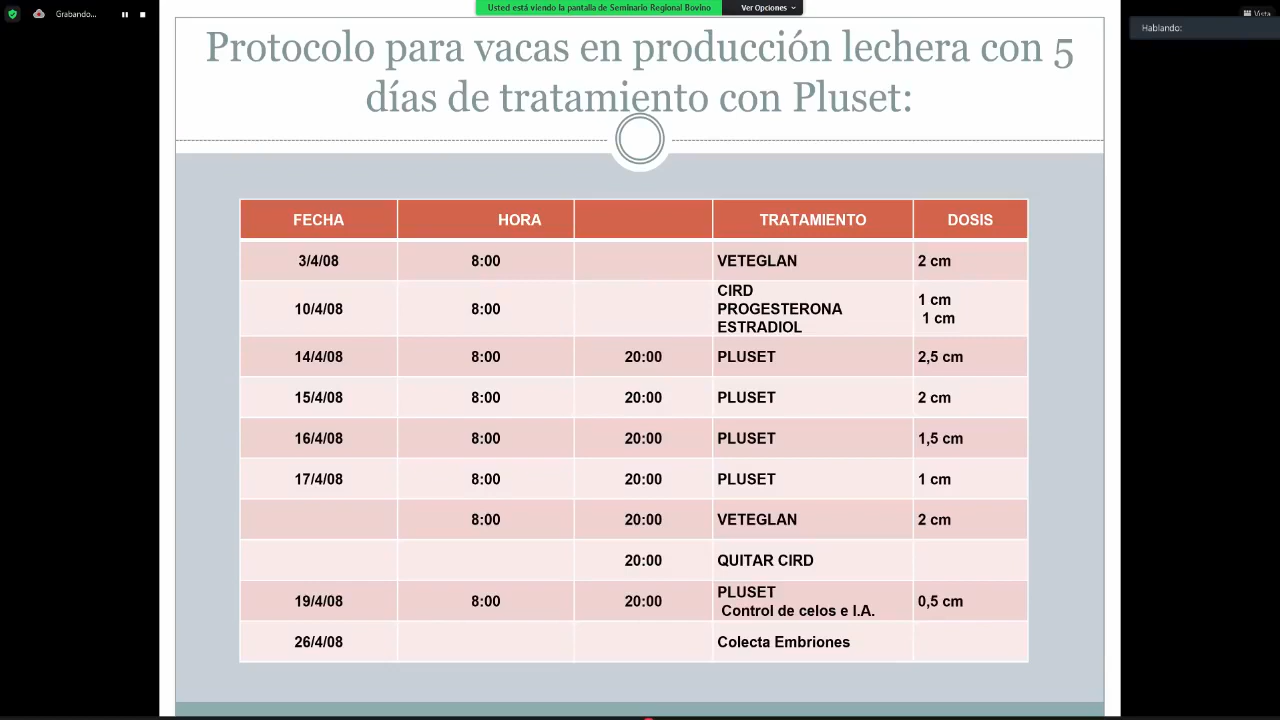 Grabando...
Usted está viendo la pantalla de Seminario Regional Bovino
Ver Opciones
Vista
Hablando:
Protocolo para vacas en producción lechera con 5
días de tratamiento con Pluset:
FECHA HORA TRATAMIENTO DOSIS
3/4/08 8:00 VETEGLAN 2 cm
10/4/08 8:00 CIRD
PROGESTERONA 1 cm
ESTRADIOL 1 cm
14/4/08 8:00 20:00 PLUSET 2,5 cm
15/4/08 8:00 20:00 PLUSET 2 cm
16/4/08 8:00 20:00 PLUSET 1,5 cm
17/4/08 8:00 20:00 PLUSET 1 cm
8:00 20:00 VETEGLAN 2 cm
20:00 QUITAR CIRD
19/4/08 8:00 20:00 PLUSET 0,5 cm
Control de celos e I.A.
26/4/08 Colecta Embriones